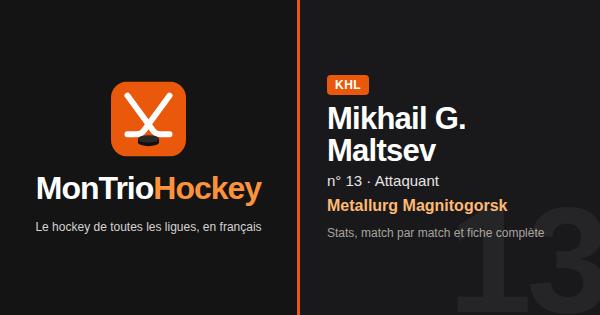 MonTrioHockey
Le hockey de toutes les ligues, en français
KHL
Mikhail G.
Maltsev
n° 13 · Attaquant
Metallurg Magnitogorsk
Stats, match par match et fiche complète
13